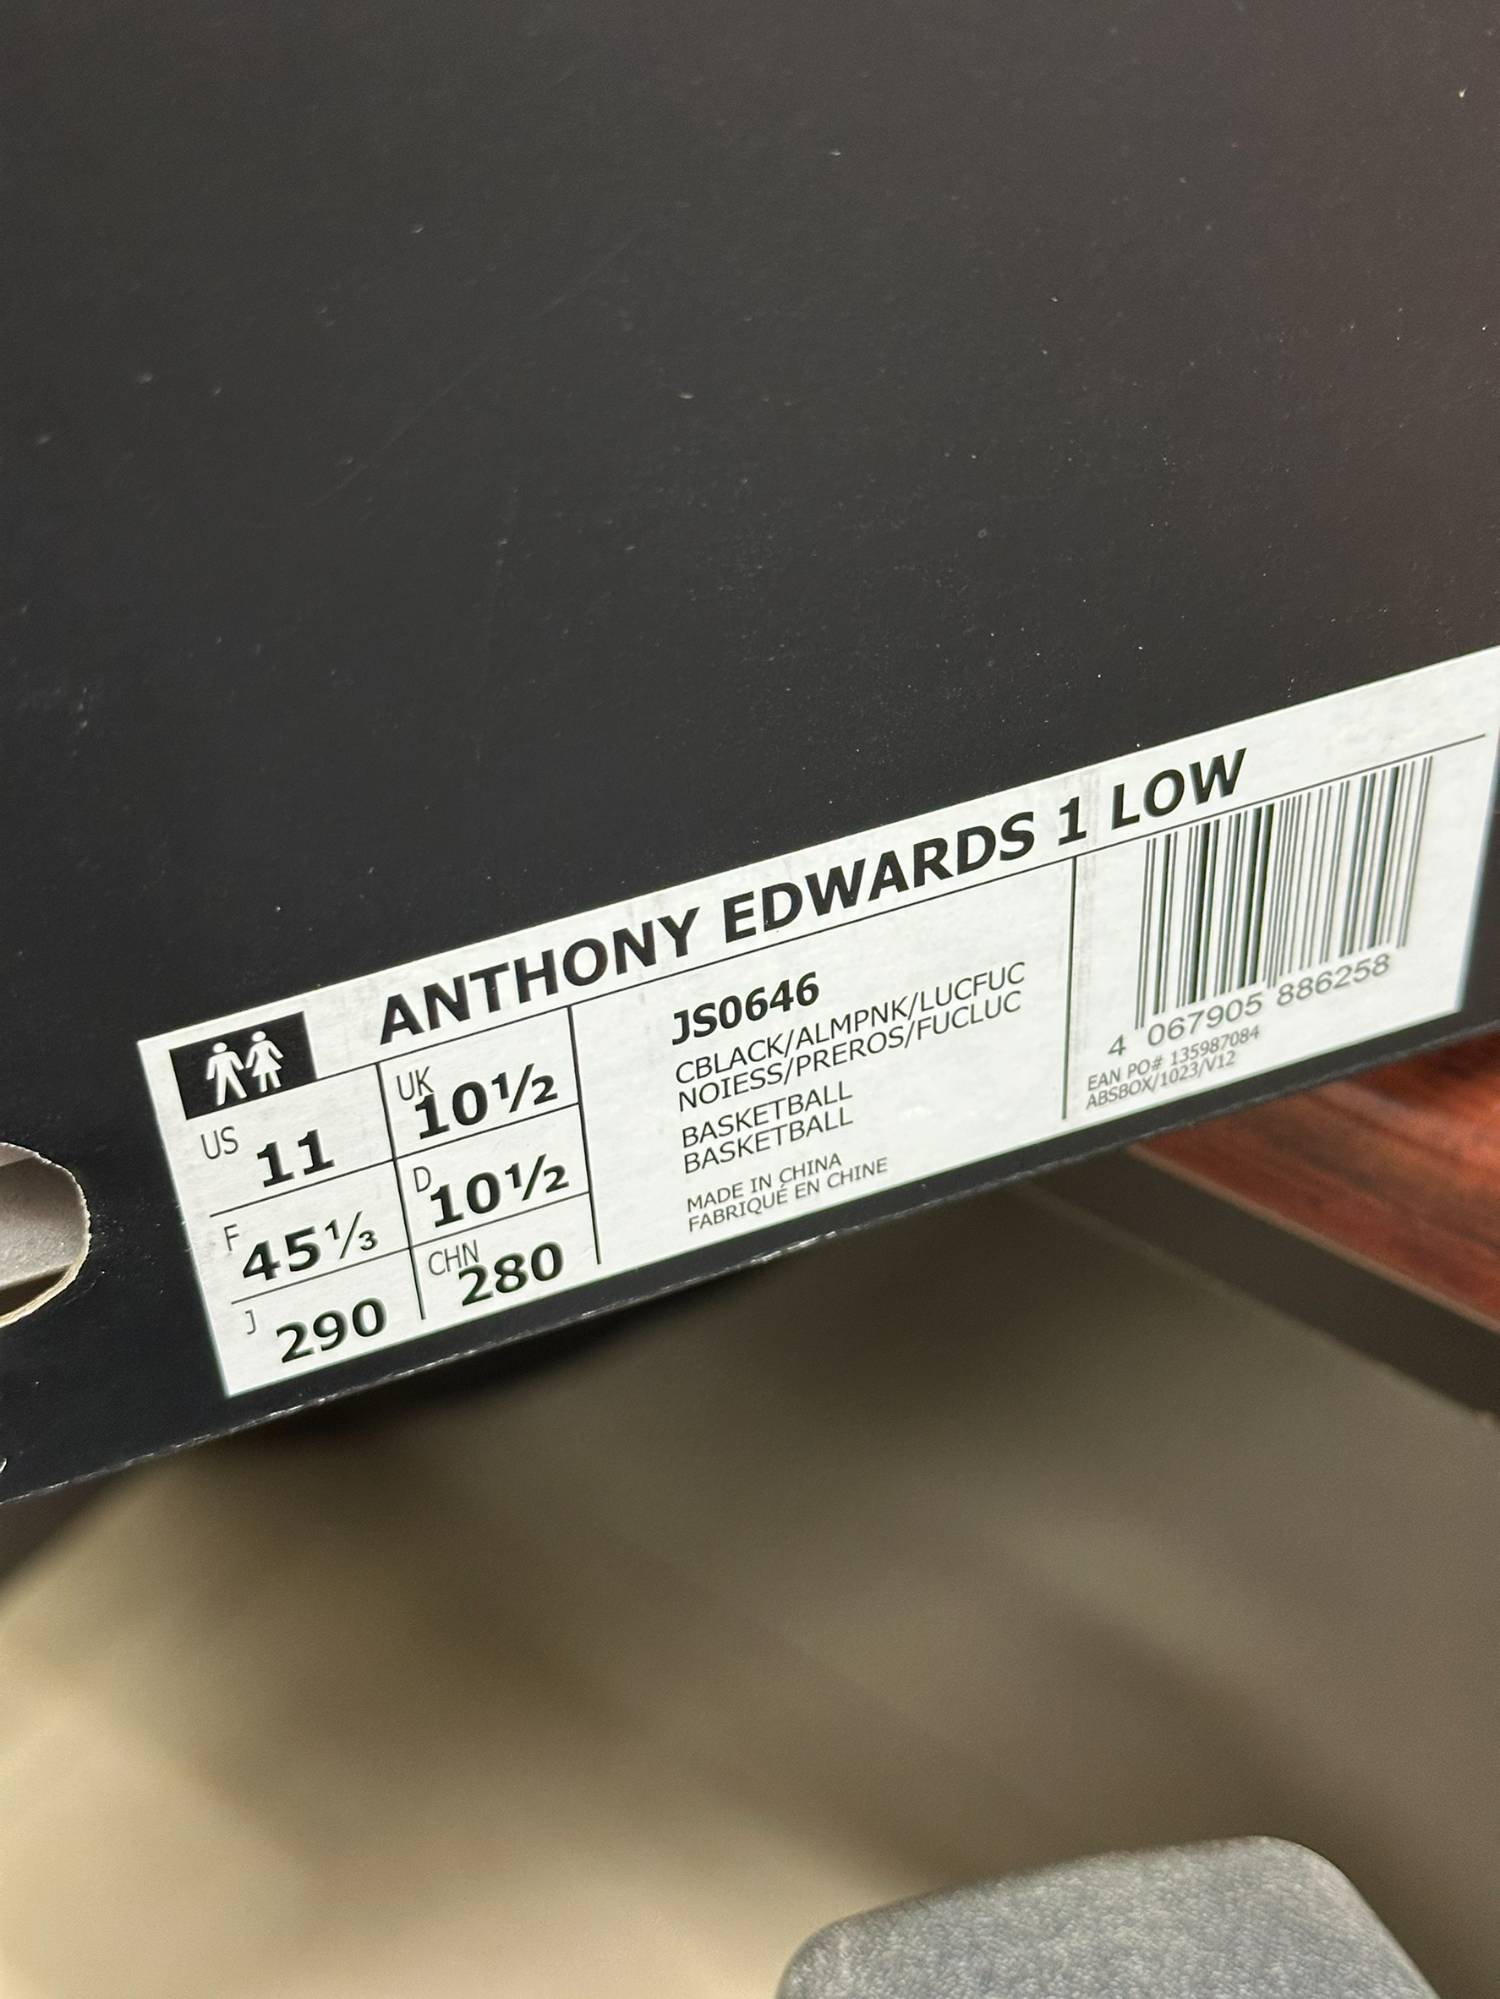 ANTHONY EDWARDS 1 LOW
US 11
UK 10½
F 45⅓
D 10½
J 290
CHN 280
JS0646
CBLACK/ALMPNK/LUCFUC
NOIESS/PREROS/FUCLUC
BASKETBALL
BASKETBALL
MADE IN CHINA
FABRIQUÉ EN CHINE
4 067905 886258
EAN PO# 135987084
ABSBOX/1023/V12